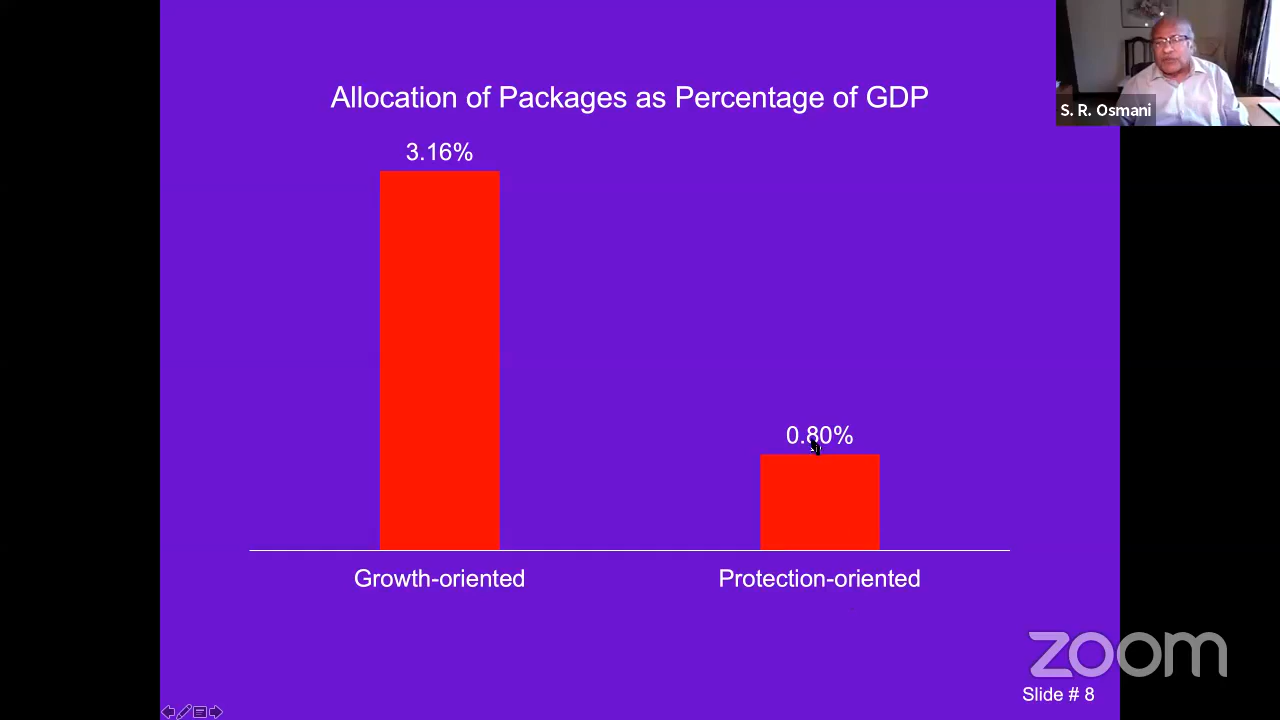 Allocation of Packages as Percentage of GDP
S. R. Osmani
3.16%
0.80%
Growth-oriented
Protection-oriented
zoom
Slide # 8